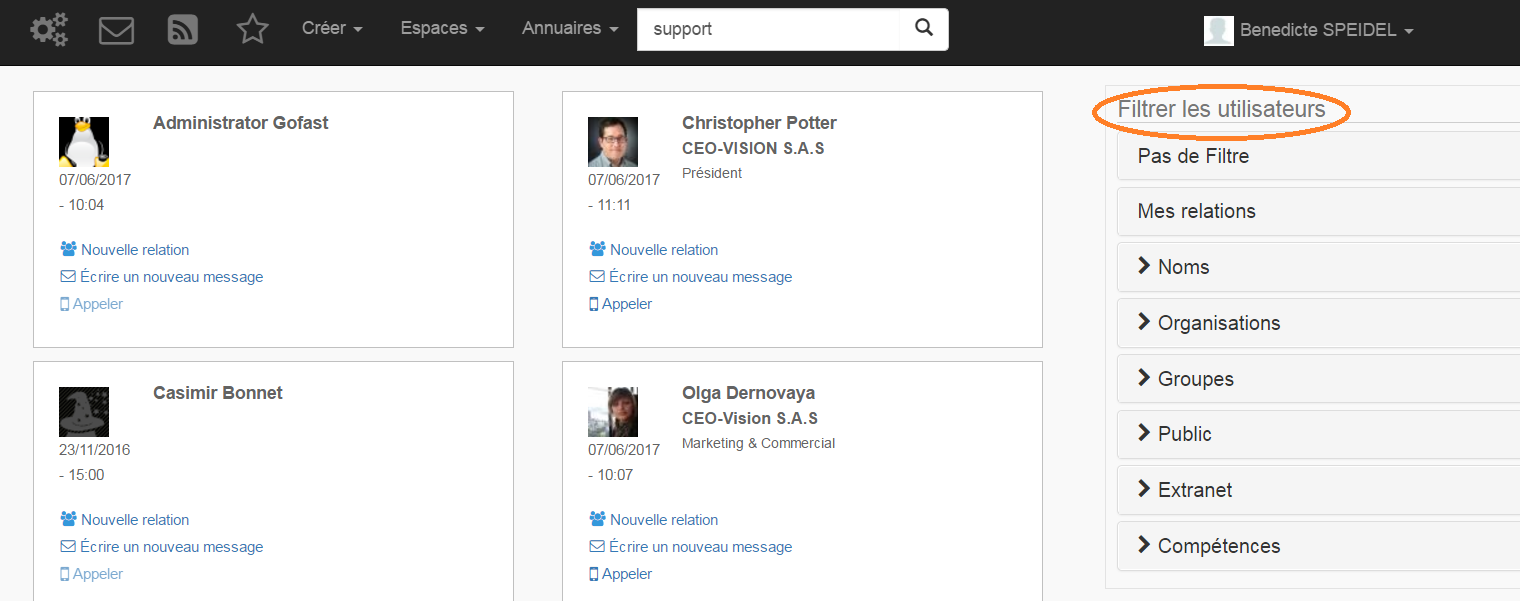 Créer
Espaces
Annuaires
support
Benedicte SPEIDEL
Administrator Gofast
07/06/2017
- 10:04
Nouvelle relation
Écrire un nouveau message
Appeler
Christopher Potter
CEO-VISION S.A.S
Président
07/06/2017
- 11:11
Nouvelle relation
Écrire un nouveau message
Appeler
Casimir Bonnet
23/11/2016
- 15:00
Nouvelle relation
Écrire un nouveau message
Appeler
Olga Dernovaya
CEO-Vision S.A.S
Marketing & Commercial
07/06/2017
- 10:07
Nouvelle relation
Écrire un nouveau message
Appeler
Filtrer les utilisateurs
Pas de Filtre
Mes relations
Noms
Organisations
Groupes
Public
Extranet
Compétences